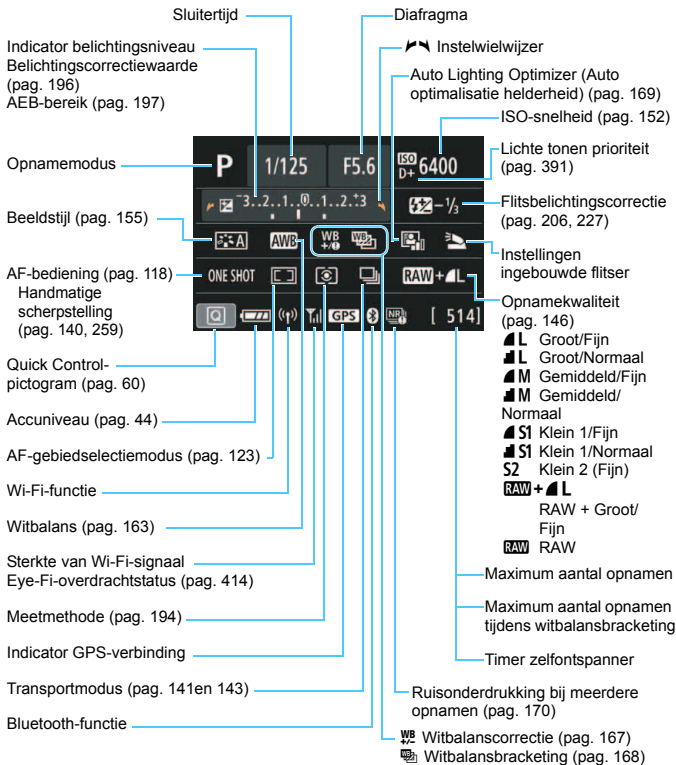 Sluitertijd
Diafragma
Indicator belichtingsniveau
Belichtingscorrectiewaarde
(pag. 196)
AEB-bereik (pag. 197)
Instelwielwijzer
Auto Lighting Optimizer (Auto
optimalisatie helderheid) (pag. 169)
ISO-snelheid (pag. 152)
Opnamemodus
P 1/125 F5.6 ISO D+ 6400
Lichte tonen prioriteit
(pag. 391)
-3..2..1..0..1..2.+3
-1/3
Flitsbelichtingscorrectie
(pag. 206, 227)
Beeldstijl (pag. 155)
A AWB WB +/-
Instellingen
ingebouwde flitser
AF-bediening (pag. 118)
Handmatige
scherpstelling
(pag. 140, 259)
ONE SHOT RAW+L
Opnamekwaliteit
(pag. 146)
L Groot/Fijn
L Groot/Normaal
M Gemiddeld/Fijn
M Gemiddeld/
Normaal
S1 Klein 1/Fijn
S1 Klein 1/Normaal
S2 Klein 2 (Fijn)
RAW+L
RAW + Groot/
Fijn
RAW RAW
Q GPS NR [ 514]
Quick Control-
pictogram (pag. 60)
Accuniveau (pag. 44)
AF-gebiedselectiemodus (pag. 123)
Wi-Fi-functie
Witbalans (pag. 163)
Sterkte van Wi-Fi-signaal
Eye-Fi-overdrachtstatus (pag. 414)
Meetmethode (pag. 194)
Indicator GPS-verbinding
Transportmodus (pag. 141en 143)
Bluetooth-functie
Maximum aantal opnamen
Maximum aantal opnamen
tijdens witbalansbracketing
Timer zelfontspanner
Ruisonderdrukking bij meerdere
opnamen (pag. 170)
WB +/- Witbalanscorrectie (pag. 167)
WB Witbalansbracketing (pag. 168)